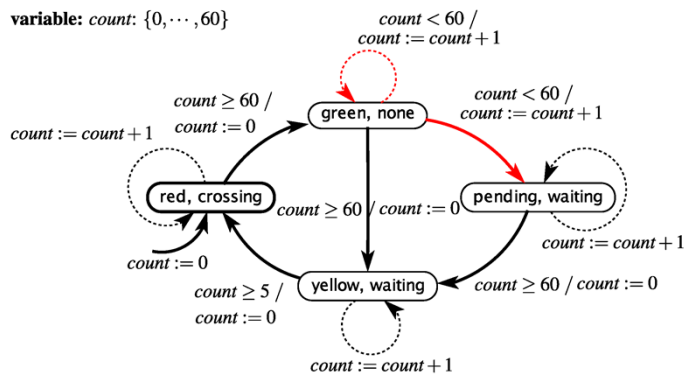 variable: count: {0, ⋯, 60}
count < 60 /
count := count + 1
count ≥ 60 /
count := 0
count < 60 /
count := count + 1
green, none
count := count + 1
red, crossing
count ≥ 60 / count := 0
pending, waiting
count := count + 1
count := 0
count ≥ 5 /
count := 0
yellow, waiting
count ≥ 60 / count := 0
count := count + 1